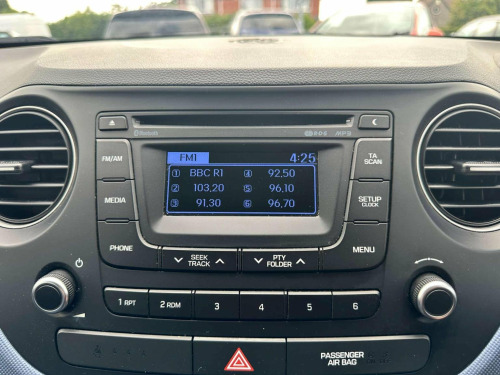 Bluetooth RDS MP3
FM/AM FM1 4:25 TA SCAN
1 BBC R1 4 92,50
MEDIA 2 103,20 5 96,10 SETUP CLOCK
3 91,30 6 96,70
PHONE SEEK TRACK PTY FOLDER MENU
1 RPT 2 RDM 3 4 5 6
PASSENGER
AIR BAG